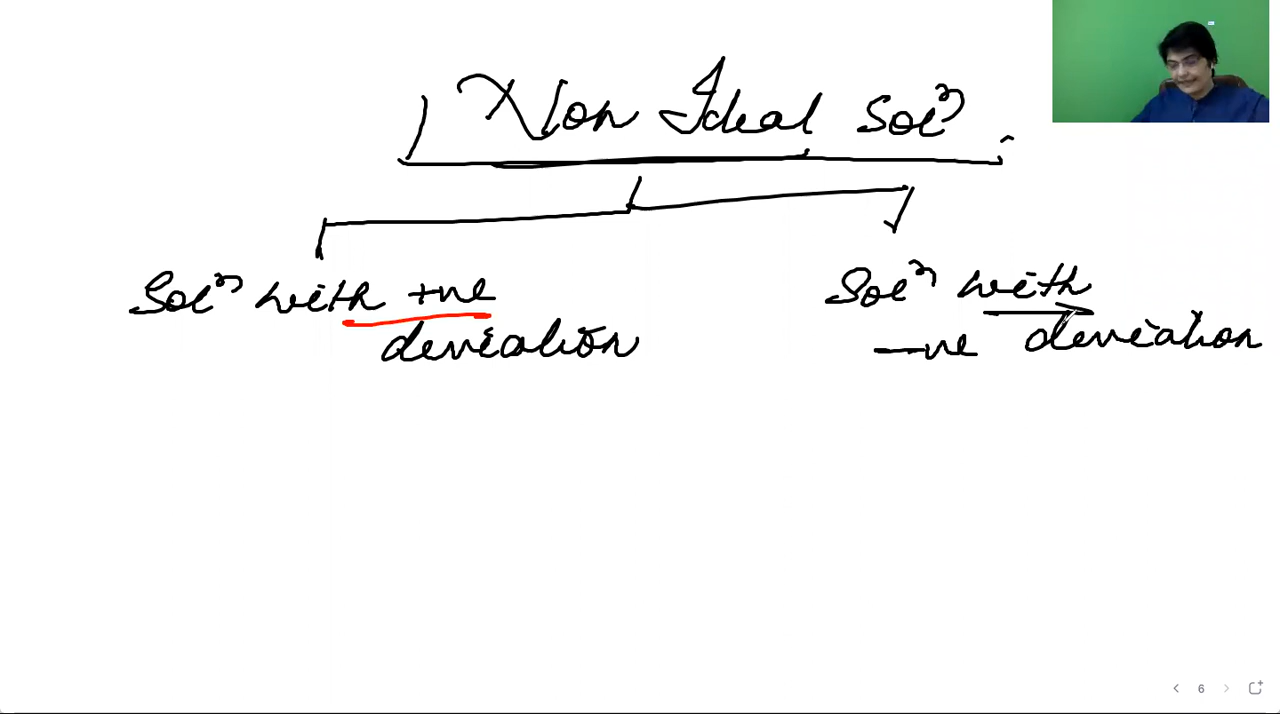 Non Ideal Solⁿ
Solⁿ with +ve
deviation
Solⁿ with
-ve deviation
6